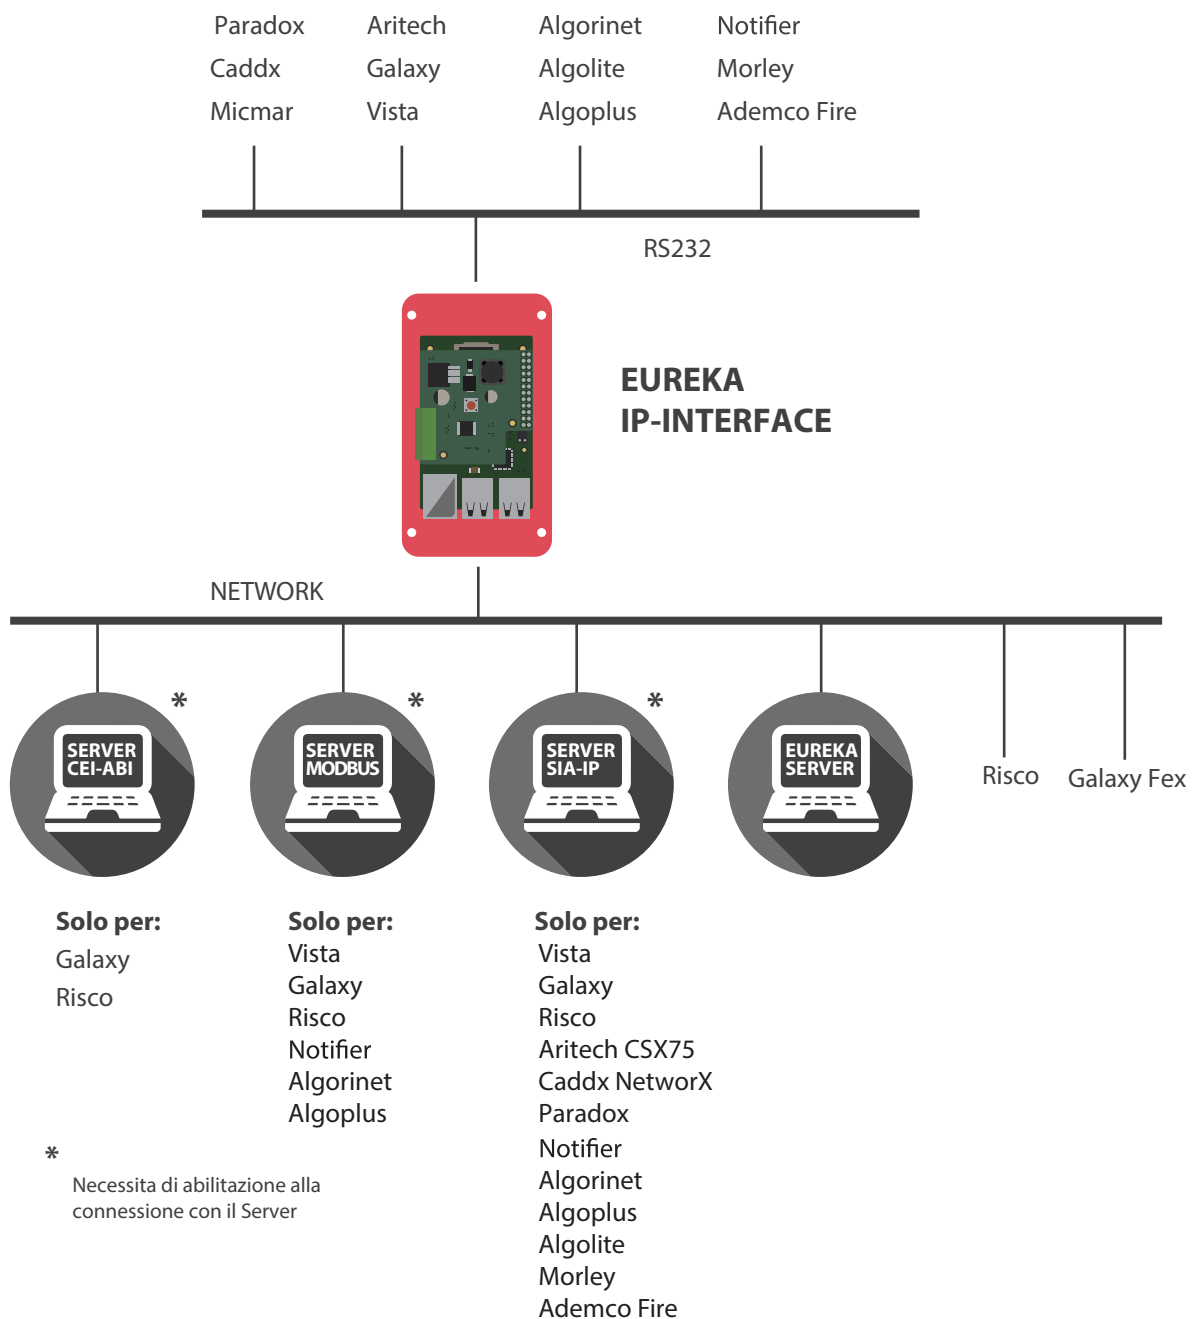 Paradox
Caddx
Micmar
Aritech
Galaxy
Vista
Algorinet
Algolite
Algoplus
Notifier
Morley
Ademco Fire
RS232
EUREKA
IP-INTERFACE
NETWORK
*
SERVER
CEI-ABI
*
SERVER
MODBUS
*
SERVER
SIA-IP
EUREKA
SERVER
Risco
Galaxy Fex
Solo per:
Galaxy
Risco
Solo per:
Vista
Galaxy
Risco
Notifier
Algorinet
Algoplus
Solo per:
Vista
Galaxy
Risco
Aritech CSX75
Caddx NetworX
Paradox
Notifier
Algorinet
Algoplus
Algolite
Morley
Ademco Fire
*
Necessita di abilitazione alla
connessione con il Server